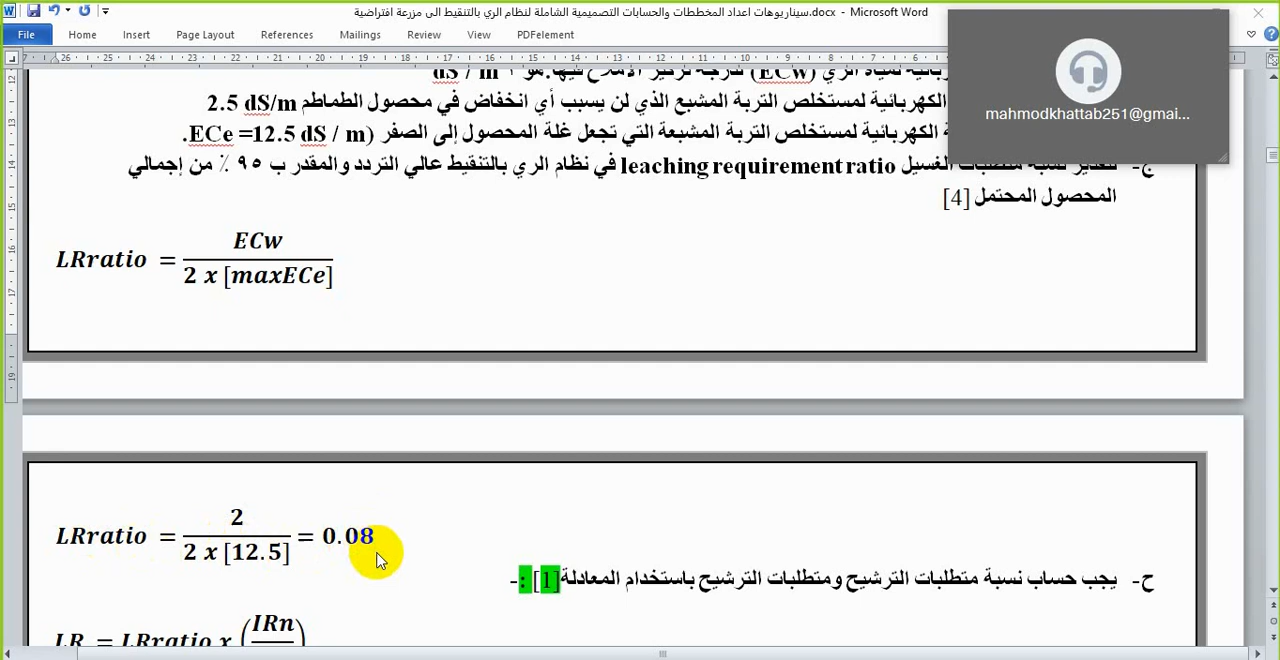 سيناريوهات اعداد المخططات والحسابات التصميمية الشاملة لنظام الري بالتنقيط الى مزرعة افتراضية.docx - Microsoft Word
File Home Insert Page Layout References Mailings Review View PDFelement
mahmodkhattab251@gmai...
الكهربائية لمستخلص التربة المشبع الذي لن يسبب أي انخفاض في محصول الطماطم 2.5 dS/m
الكهربائية لمستخلص التربة المشبعة التي تجعل غلة المحصول إلى الصفر (ECe =12.5 dS / m.
الغسيل leaching requirement ratio في نظام الري بالتنقيط عالي التردد والمقدر ب ٩٥ ٪ من إجمالي
المحصول المحتمل [4]
LRratio = ECw / 2 x [maxECe]
LRratio = 2 / 2 x [12.5] = 0.08
ح- يجب حساب نسبة متطلبات الترشيح ومتطلبات الترشيح باستخدام المعادلة[1] :-
LR = LRratio x (IRn